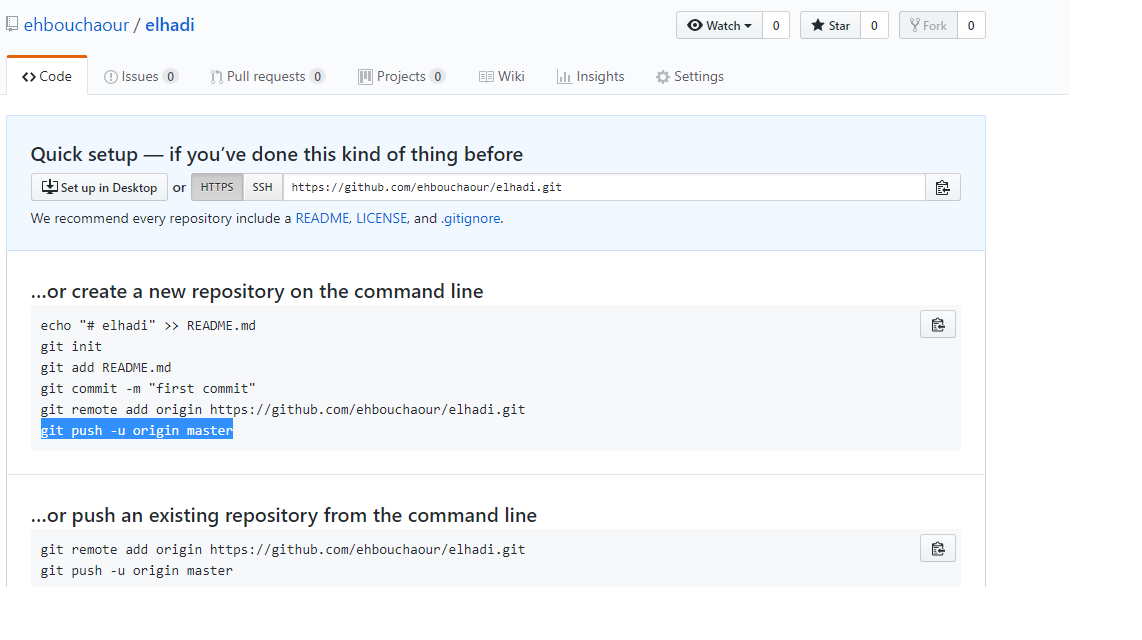 ehbouchaour / elhadi
Watch 0 Star 0 Fork 0
Code Issues 0 Pull requests 0 Projects 0 Wiki Insights Settings
Quick setup — if you’ve done this kind of thing before
Set up in Desktop or HTTPS SSH https://github.com/ehbouchaour/elhadi.git
We recommend every repository include a README, LICENSE, and .gitignore.
…or create a new repository on the command line
echo "# elhadi" >> README.md
git init
git add README.md
git commit -m "first commit"
git remote add origin https://github.com/ehbouchaour/elhadi.git
git push -u origin master
…or push an existing repository from the command line
git remote add origin https://github.com/ehbouchaour/elhadi.git
git push -u origin master